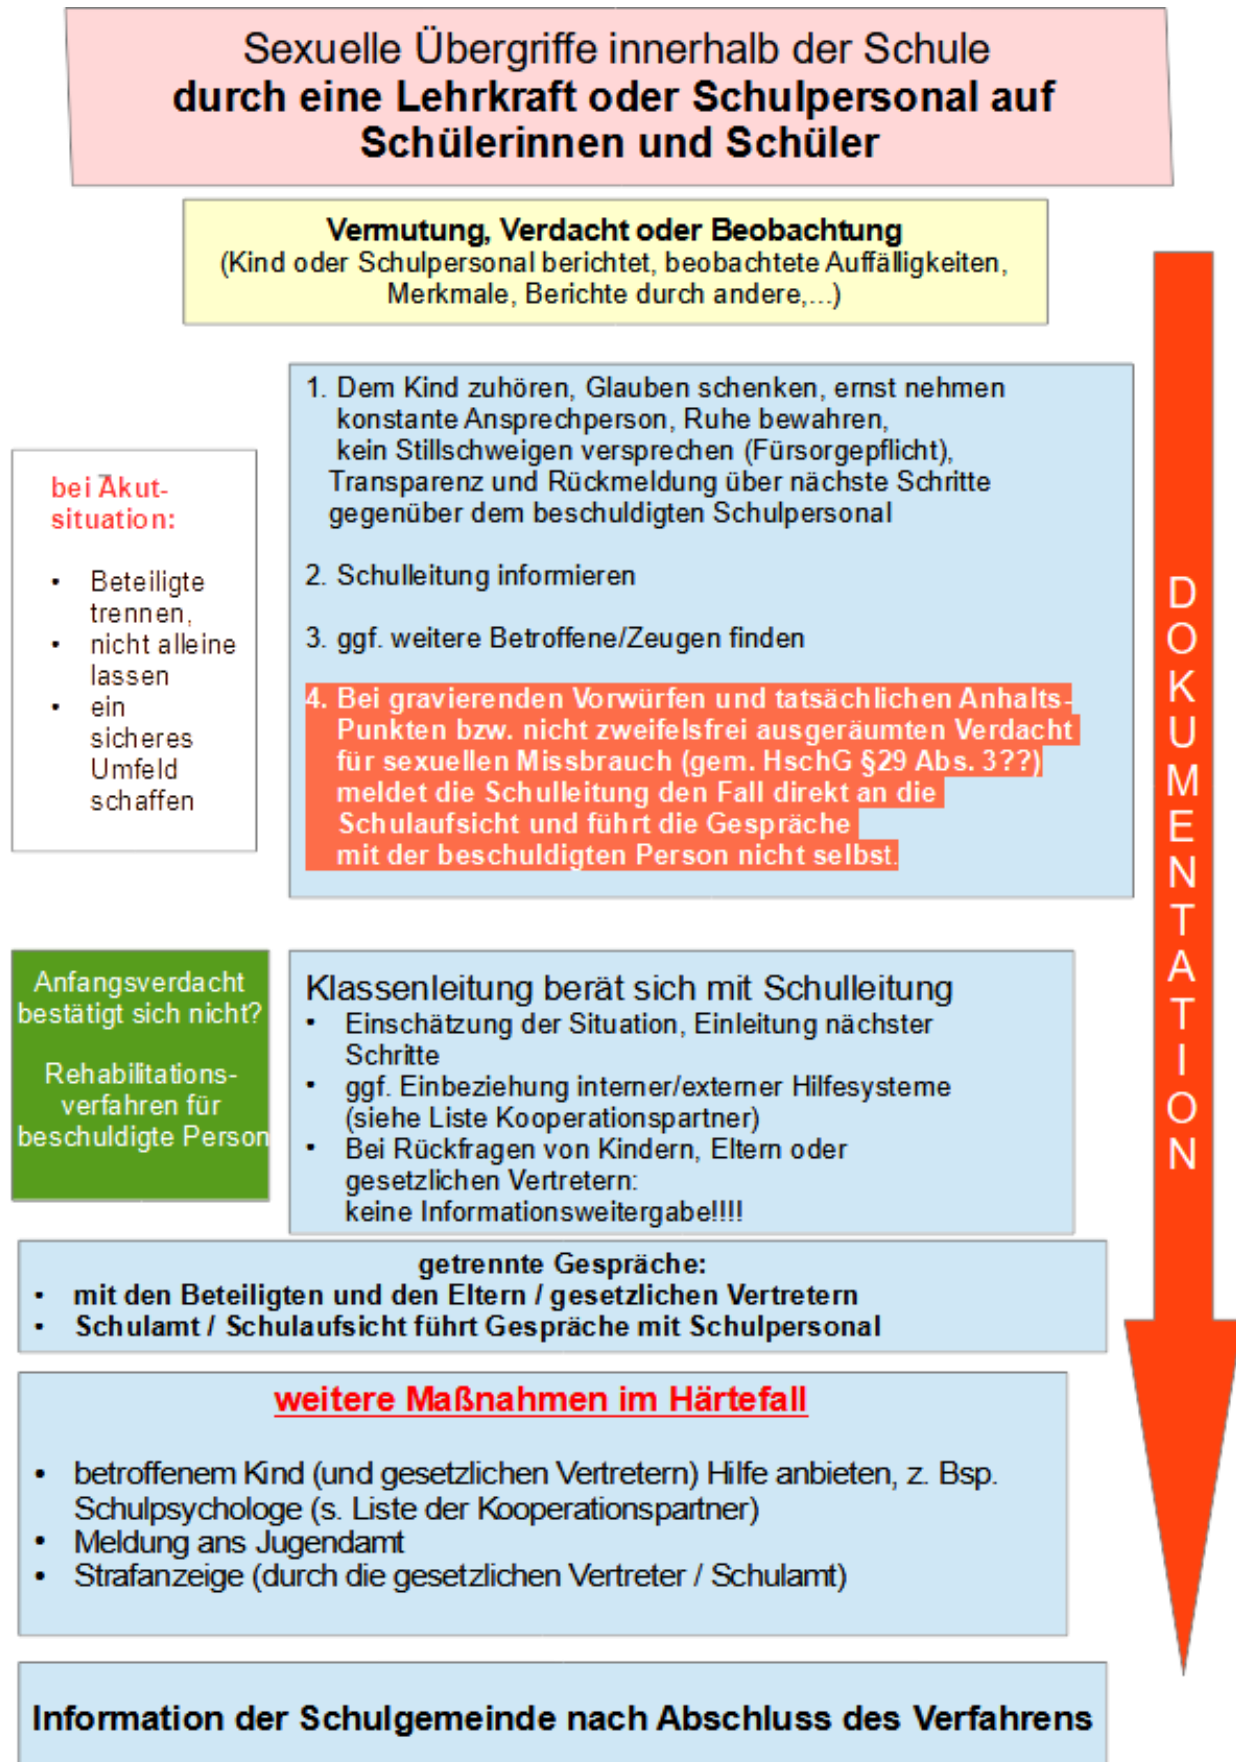 Sexuelle Übergriffe innerhalb der Schule
durch eine Lehrkraft oder Schulpersonal auf
Schülerinnen und Schüler
Vermutung, Verdacht oder Beobachtung
(Kind oder Schulpersonal berichtet, beobachtete Auffälligkeiten,
Merkmale, Berichte durch andere,...)
bei Akut-
situation:
• Beteiligte
trennen,
• nicht alleine
lassen
• ein
sicheres
Umfeld
schaffen
1. Dem Kind zuhören, Glauben schenken, ernst nehmen
konstante Ansprechperson, Ruhe bewahren,
kein Stillschweigen versprechen (Fürsorgepflicht),
Transparenz und Rückmeldung über nächste Schritte
gegenüber dem beschuldigten Schulpersonal
2. Schulleitung informieren
3. ggf. weitere Betroffene/Zeugen finden
4. Bei gravierenden Vorwürfen und tatsächlichen Anhalts-
Punkten bzw. nicht zweifelsfrei ausgeräumten Verdacht
für sexuellen Missbrauch (gem. HschG §29 Abs. 3??)
meldet die Schulleitung den Fall direkt an die
Schulaufsicht und führt die Gespräche
mit der beschuldigten Person nicht selbst.
Anfangsverdacht
bestätigt sich nicht?
Rehabilitations-
verfahren für
beschuldigte Person
Klassenleitung berät sich mit Schulleitung
• Einschätzung der Situation, Einleitung nächster
Schritte
• ggf. Einbeziehung interner/externer Hilfesysteme
(siehe Liste Kooperationspartner)
• Bei Rückfragen von Kindern, Eltern oder
gesetzlichen Vertretern:
keine Informationsweitergabe!!!!
getrennte Gespräche:
• mit den Beteiligten und den Eltern / gesetzlichen Vertretern
• Schulamt / Schulaufsicht führt Gespräche mit Schulpersonal
weitere Maßnahmen im Härtefall
• betroffenem Kind (und gesetzlichen Vertretern) Hilfe anbieten, z. Bsp.
Schulpsychologe (s. Liste der Kooperationspartner)
• Meldung ans Jugendamt
• Strafanzeige (durch die gesetzlichen Vertreter / Schulamt)
Information der Schulgemeinde nach Abschluss des Verfahrens
DOKUMENTATION